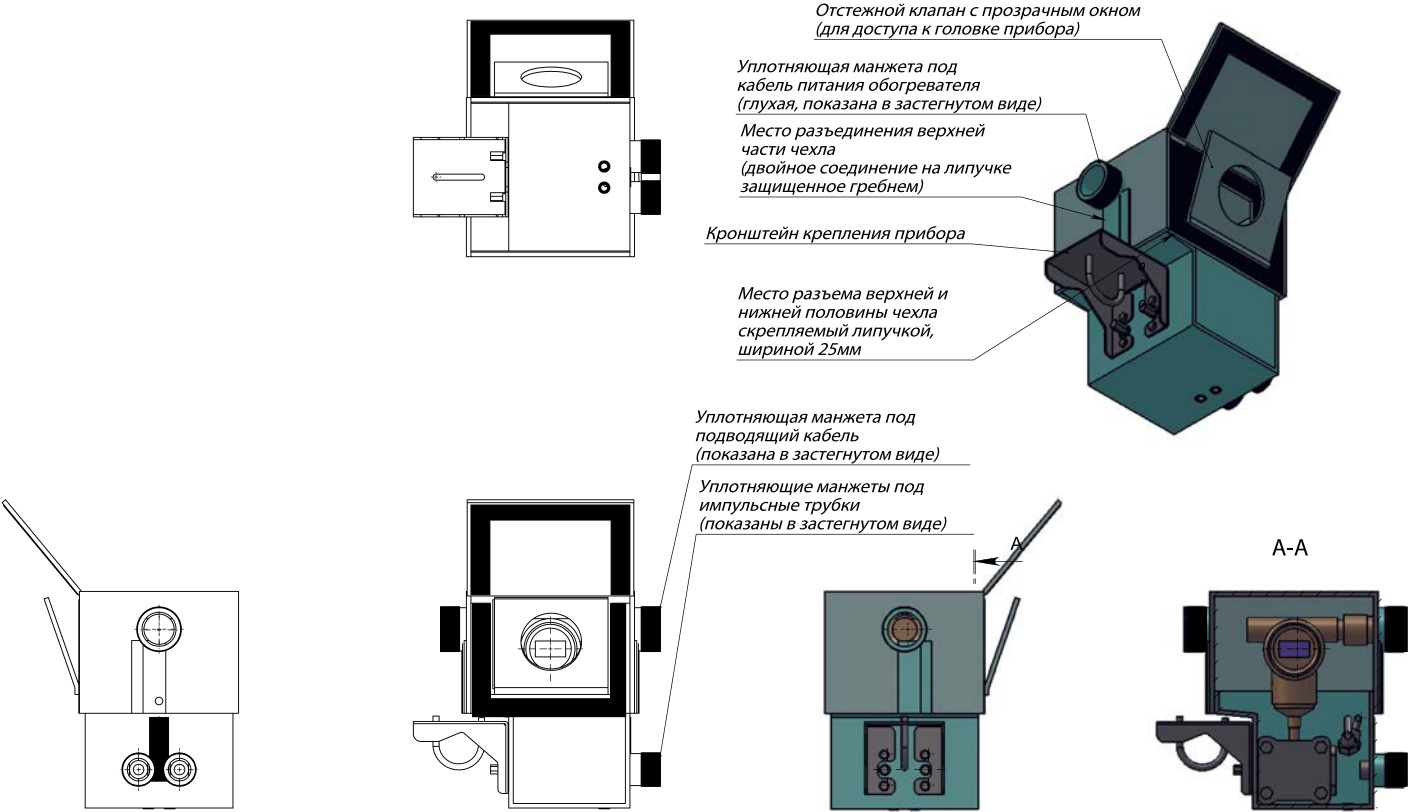 Отстежной клапан с прозрачным окном
(для доступа к головке прибора)
Уплотняющая манжета под
кабель питания обогревателя
(глухая, показана в застегнутом виде)
Место разъединения верхней
части чехла
(двойное соединение на липучке
защищенное гребнем)
Кронштейн крепления прибора
Место разъема верхней и
нижней половины чехла
скрепляемый липучкой,
шириной 25мм
Уплотняющая манжета под
подводящий кабель
(показана в застегнутом виде)
Уплотняющие манжеты под
импульсные трубки
(показаны в застегнутом виде)
А
А-А